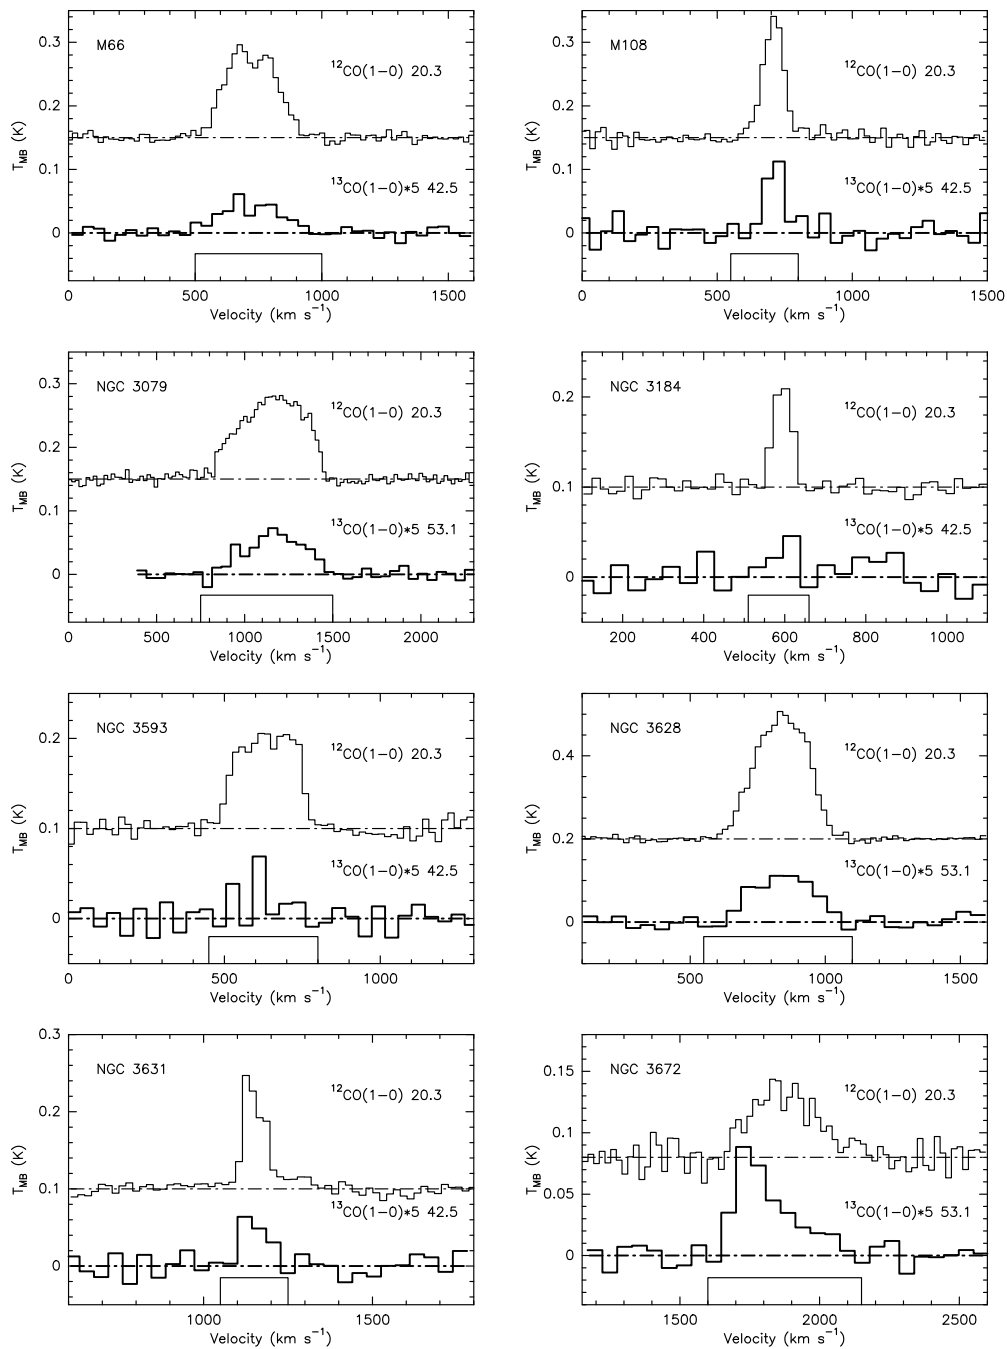 M66
¹²CO(1−0) 20.3
¹³CO(1−0)*5 42.5
T_MB (K)
0.3
0.2
0.1
0
0 500 1000 1500
Velocity (km s⁻¹)
M108
¹²CO(1−0) 20.3
¹³CO(1−0)*5 42.5
T_MB (K)
0.3
0.2
0.1
0
0 500 1000 1500
Velocity (km s⁻¹)
NGC 3079
¹²CO(1−0) 20.3
¹³CO(1−0)*5 53.1
T_MB (K)
0.3
0.2
0.1
0
0 500 1000 1500 2000
Velocity (km s⁻¹)
NGC 3184
¹²CO(1−0) 20.3
¹³CO(1−0)*5 42.5
T_MB (K)
0.2
0.1
0
200 400 600 800 1000
Velocity (km s⁻¹)
NGC 3593
¹²CO(1−0) 20.3
¹³CO(1−0)*5 42.5
T_MB (K)
0.2
0.1
0
0 500 1000
Velocity (km s⁻¹)
NGC 3628
¹²CO(1−0) 20.3
¹³CO(1−0)*5 53.1
T_MB (K)
0.4
0.2
0
500 1000 1500
Velocity (km s⁻¹)
NGC 3631
¹²CO(1−0) 20.3
¹³CO(1−0)*5 42.5
T_MB (K)
0.3
0.2
0.1
0
1000 1500
Velocity (km s⁻¹)
NGC 3672
¹²CO(1−0) 20.3
¹³CO(1−0)*5 53.1
T_MB (K)
0.15
0.1
0.05
0
1500 2000 2500
Velocity (km s⁻¹)